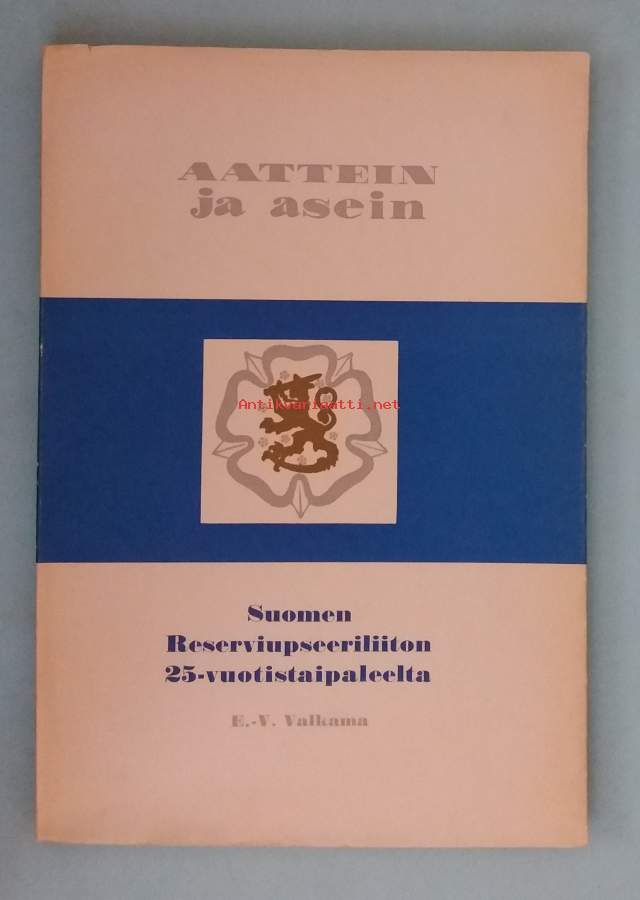 AATTEIN
ja asein
Antikvariaatti.net
Suomen
Reserviupseeriliiton
25-vuotistaipaleelta
E.-V. Valkama